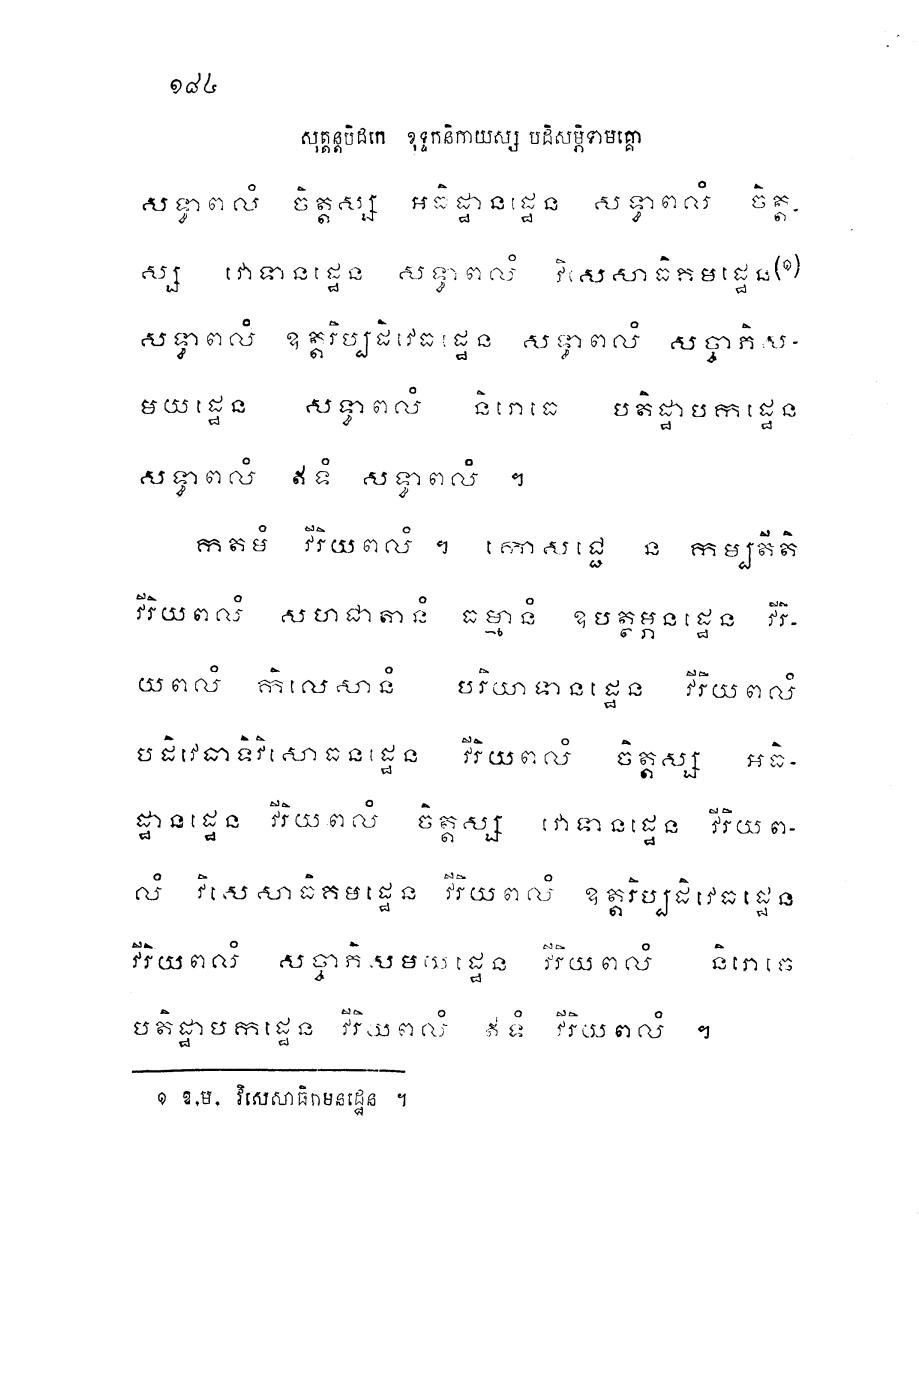 ១៨៤
សុត្តន្តបិដកេ ខុទ្ទកនិកាយស្ស បដិសម្ភិទាមគ្គោ
សទ្ធាពលំ ចិត្តស្ស អធិដ្ឋានដ្ឋេន សទ្ធាពលំ ចិត្ត-
ស្ស វោទានដ្ឋេន សទ្ធាពលំ វិសេសាធិគមដ្ឋេន(១)
សទ្ធាពលំ ឧត្តរិប្បដិវេធដ្ឋេន សទ្ធាពលំ សច្ចាភិស-
មយដ្ឋេន សទ្ធាពលំ និរោធេ បតិដ្ឋាបកដ្ឋេន
សទ្ធាពលំ ឥទំ សទ្ធាពលំ ។
កតមំ វីរិយពលំ ។ កោសជ្ជេ ន កម្បតីតិ
វីរិយពលំ សហជាតានំ ធម្មានំ ឧបត្ថម្ភនដ្ឋេន វីរិ-
យពលំ កិលេសានំ បរិយាទានដ្ឋេន វីរិយពលំ
បដិវេធាទិវិសោធនដ្ឋេន វីរិយពលំ ចិត្តស្ស អធិ-
ដ្ឋានដ្ឋេន វីរិយពលំ ចិត្តស្ស វោទានដ្ឋេន វីរិយព-
លំ វិសេសាធិគមដ្ឋេន វីរិយពលំ ឧត្តរិប្បដិវេធដ្ឋេន
វីរិយពលំ សច្ចាភិសមយដ្ឋេន វីរិយពលំ និរោធេ
បតិដ្ឋាបកដ្ឋេន វីរិយពលំ ឥទំ វីរិយពលំ ។
១ ឱ.ម. វិសេសាធិគមនដ្ឋេន ។